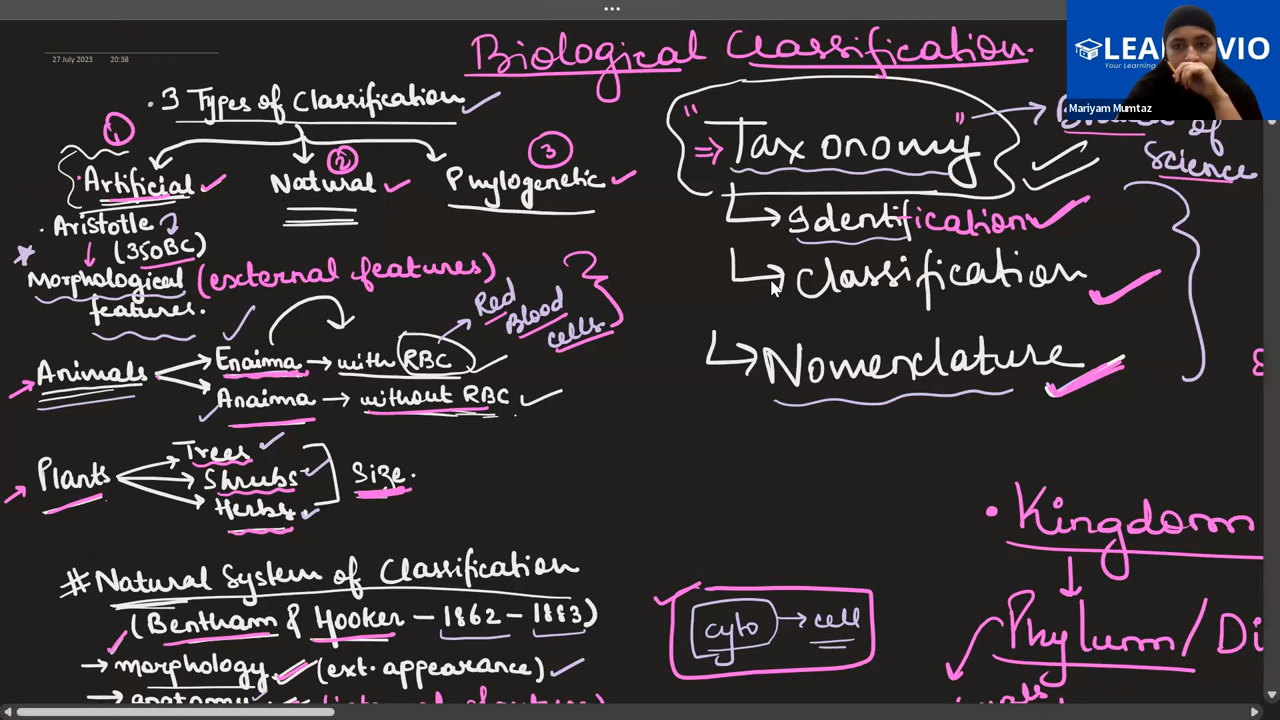 27 July 2023 20:38
Biological Classification.
LEA VIO
Your Learning
Mariyam Mumtaz
3 Types of Classification
1
2
3
Artificial
Natural
Phylogenetic
Aristotle
(350BC)
Morphological (external features)
features.
Animals
Enaima → with RBC → Red Blood cells
Anaima → without RBC
Plants
Trees
Shrubs
Herbs
Size.
# Natural System of Classification
(Bentham & Hooker – 1862 – 1883)
→ morphology (ext. appearance)
→ anatomy
" ⇒ Taxonomy "
of
Science
Identification
Classification
Nomenclature
cyto → cell
• Kingdom
Phylum / Di